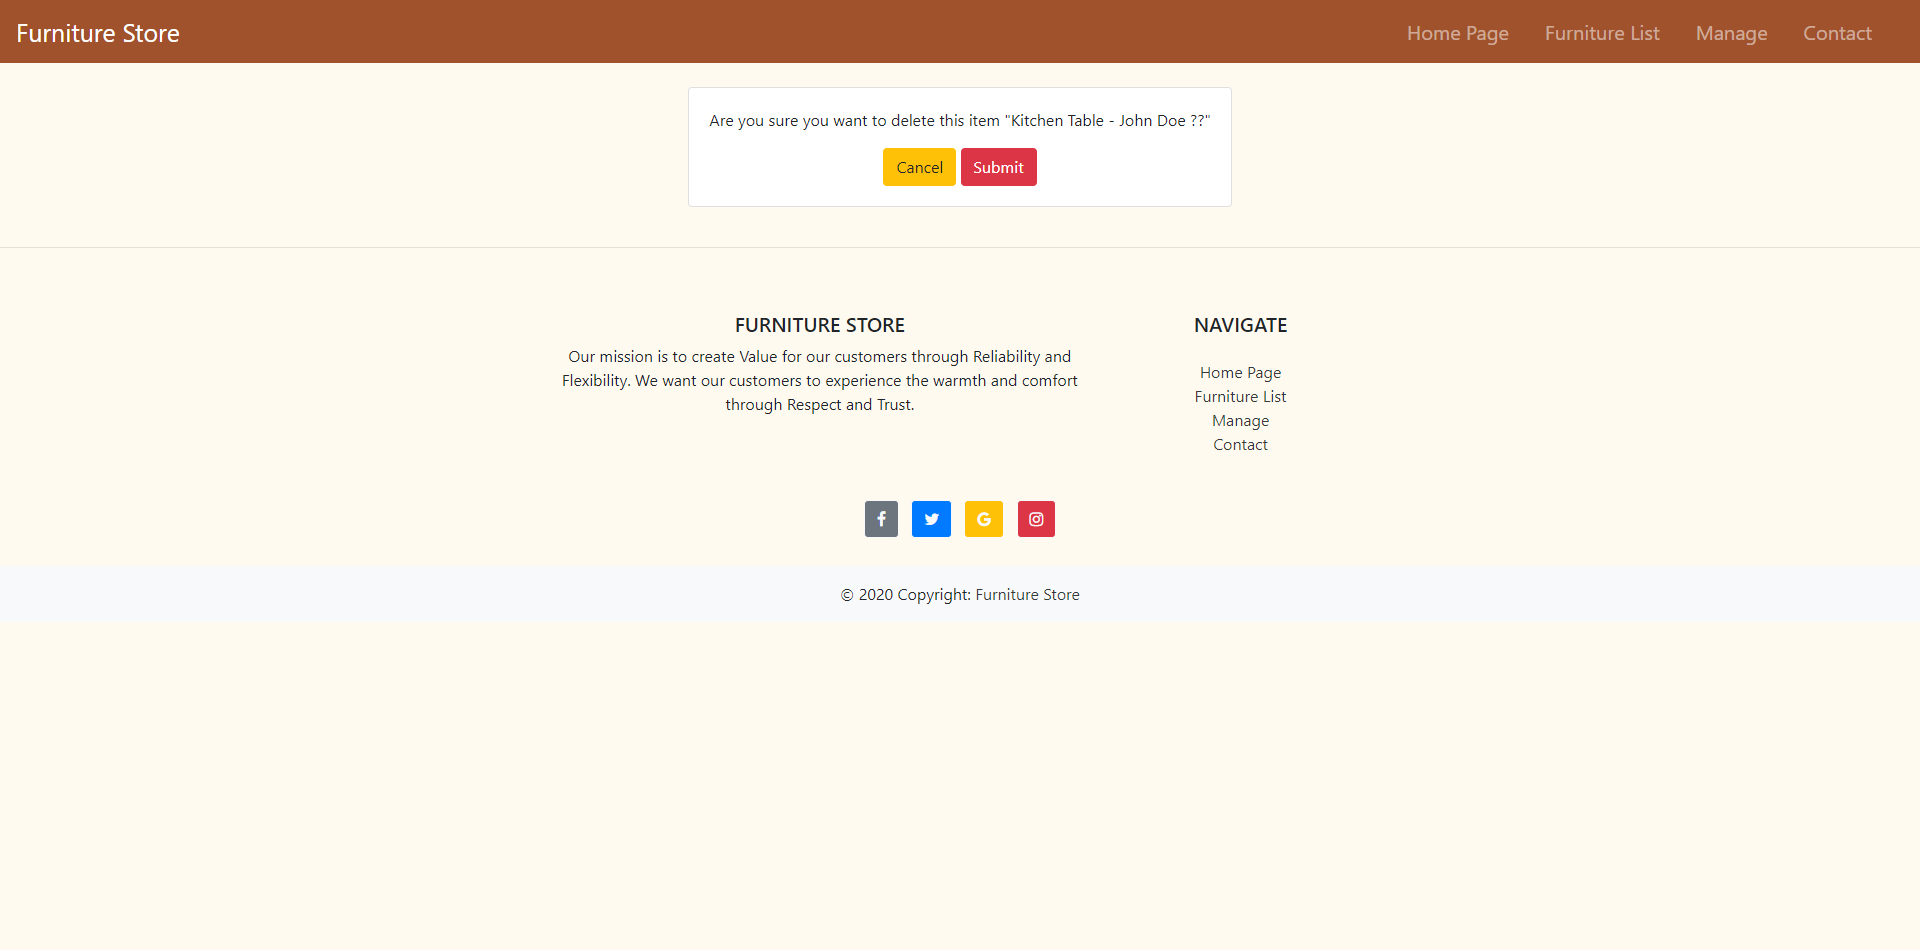 Furniture Store
Home Page
Furniture List
Manage
Contact
Are you sure you want to delete this item "Kitchen Table - John Doe ??"
Cancel
Submit
FURNITURE STORE
Our mission is to create Value for our customers through Reliability and
Flexibility. We want our customers to experience the warmth and comfort
through Respect and Trust.
NAVIGATE
Home Page
Furniture List
Manage
Contact
© 2020 Copyright: Furniture Store